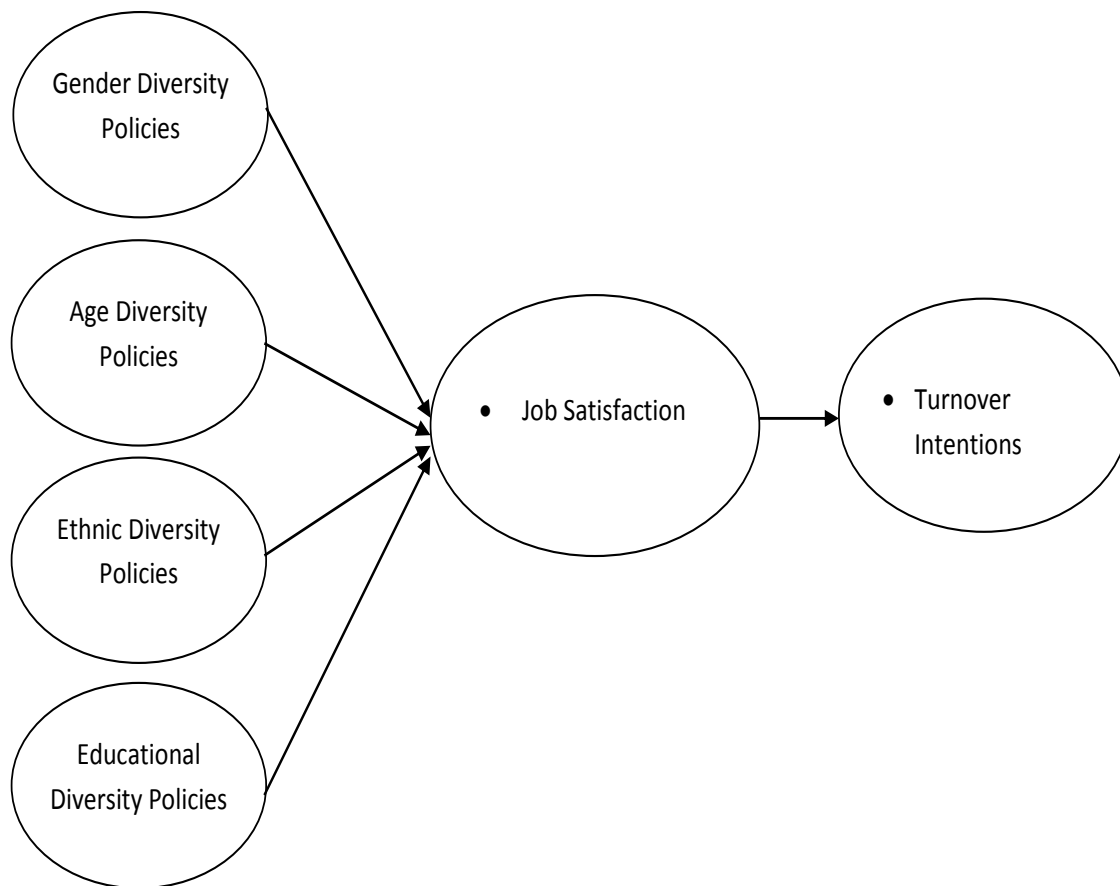 Gender Diversity
Policies
Age Diversity
Policies
Ethnic Diversity
Policies
Educational
Diversity Policies
• Job Satisfaction
• Turnover
Intentions